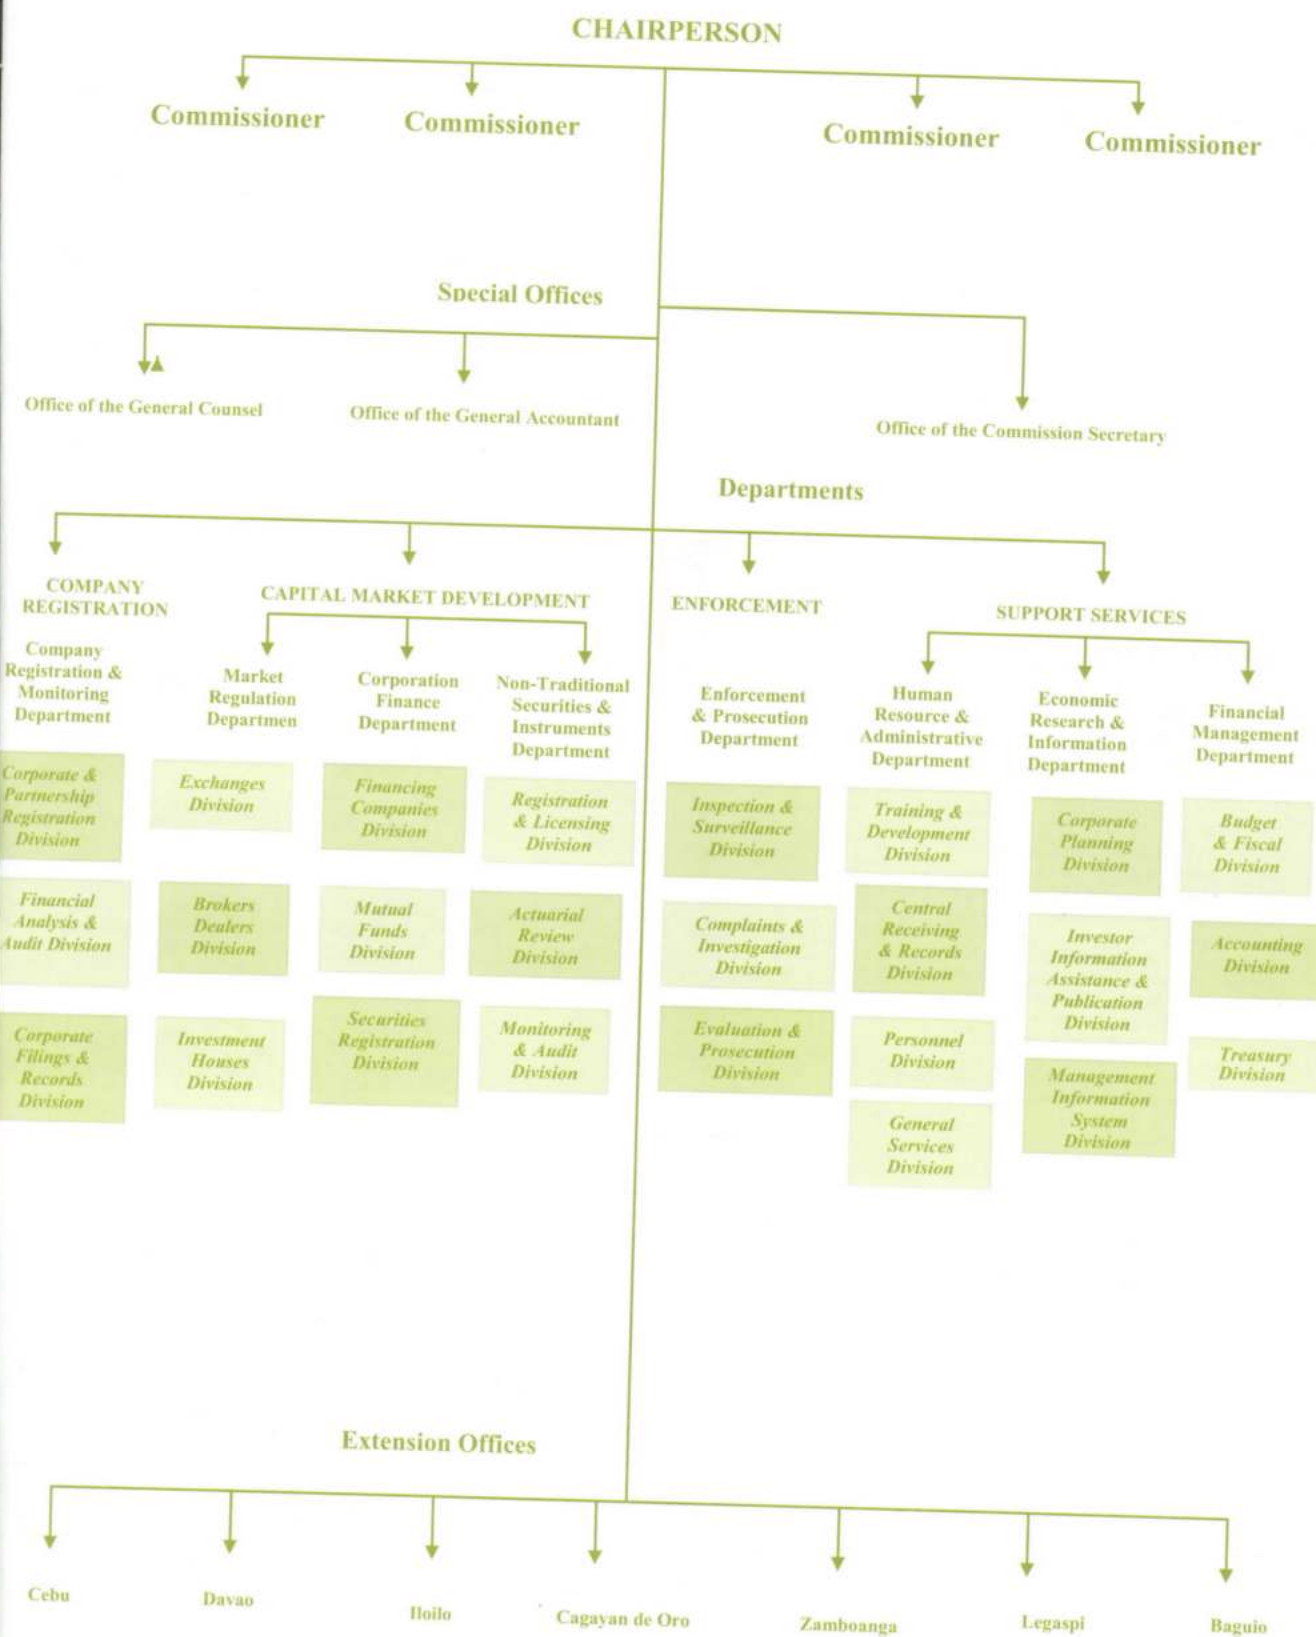 CHAIRPERSON
Commissioner
Commissioner
Commissioner
Commissioner
Special Offices
Office of the General Counsel
Office of the General Accountant
Office of the Commission Secretary
Departments
COMPANY
REGISTRATION
CAPITAL MARKET DEVELOPMENT
ENFORCEMENT
SUPPORT SERVICES
Company
Registration &
Monitoring
Department
Market
Regulation
Departmen
Corporation
Finance
Department
Non-Traditional
Securities &
Instruments
Department
Enforcement
& Prosecution
Department
Human
Resource &
Administrative
Department
Economic
Research &
Information
Department
Financial
Management
Department
Corporate &
Partnership
Registration
Division
Exchanges
Division
Financing
Companies
Division
Registration
& Licensing
Division
Inspection &
Surveillance
Division
Training &
Development
Division
Corporate
Planning
Division
Budget
& Fiscal
Division
Financial
Analysis &
Audit Division
Brokers
Dealers
Division
Mutual
Funds
Division
Actuarial
Review
Division
Complaints &
Investigation
Division
Central
Receiving
& Records
Division
Investor
Information
Assistance &
Publication
Division
Accounting
Division
Corporate
Filings &
Records
Division
Investment
Houses
Division
Securities
Registration
Division
Monitoring
& Audit
Division
Evaluation &
Prosecution
Division
Personnel
Division
Management
Information
System
Division
Treasury
Division
General
Services
Division
Extension Offices
Cebu
Davao
Iloilo
Cagayan de Oro
Zamboanga
Legaspi
Baguio